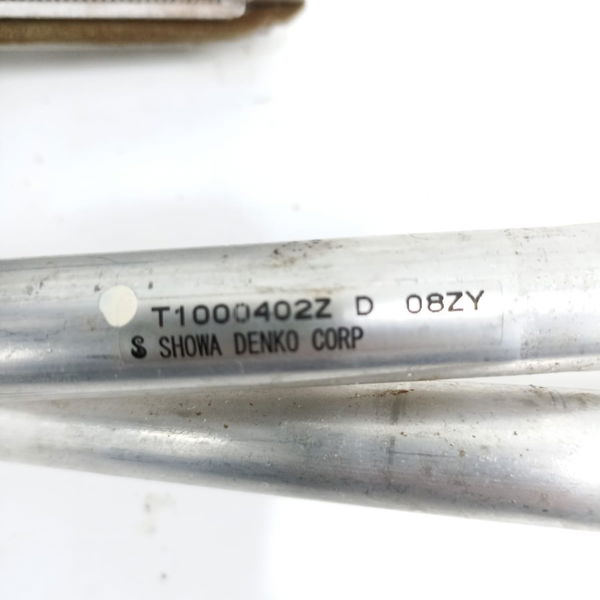 T1000402Z D 08ZY
S SHOWA DENKO CORP